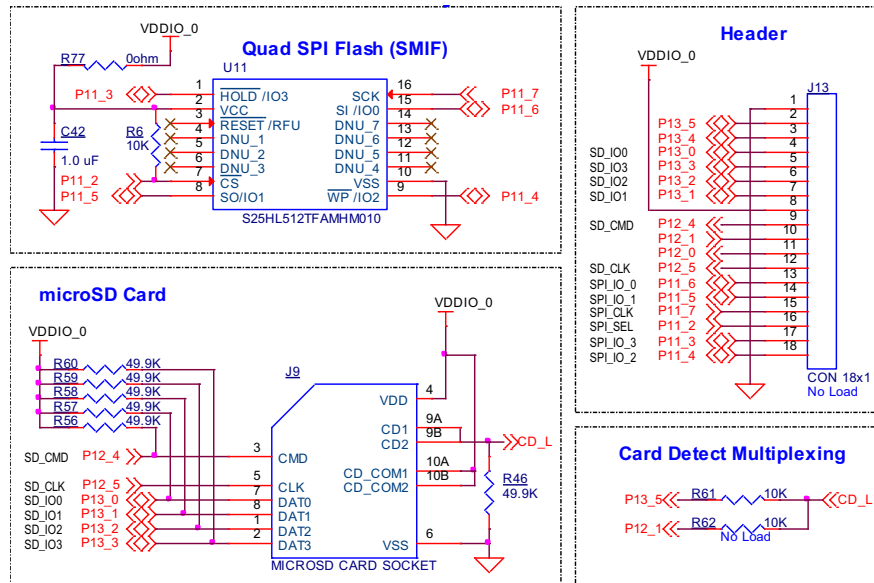 Quad SPI Flash (SMIF)
VDDIO_0
R77 0ohm
U11
P11_3 1 HOLD/IO3 SCK 16 P11_7
2 VCC SI/IO0 15 P11_6
3 RESET/RFU DNU_7 14
4 DNU_1 DNU_6 13
5 DNU_2 DNU_5 12
6 DNU_3 DNU_4 11
P11_2 7 CS VSS 10
P11_5 8 SO/IO1 WP/IO2 9 P11_4
C42
1.0 uF
R6
10K
S25HL512TFAMHM010
Header
VDDIO_0
J13
1
P13_5 2
P13_4 3
SD_IO0 P13_0 4
SD_IO3 P13_3 5
SD_IO2 P13_2 6
SD_IO1 P13_1 7
8
SD_CMD P12_4 9
P12_1 10
P12_0 11
SD_CLK P12_5 12
SPI_IO_0 P11_6 13
SPI_IO_1 P11_5 14
SPI_CLK P11_7 15
SPI_SEL P11_2 16
SPI_IO_3 P11_3 17
SPI_IO_2 P11_4 18
CON 18x1
No Load
microSD Card
VDDIO_0
VDDIO_0
R60 49.9K
R59 49.9K
R58 49.9K
R57 49.9K
R56 49.9K
J9
4 VDD
9A CD1
9B CD2
CD_L
10A CD_COM1
10B CD_COM2
R46
49.9K
6 VSS
SD_CMD P12_4 3 CMD
SD_CLK P12_5 5 CLK
SD_IO0 P13_0 7 DAT0
SD_IO1 P13_1 8 DAT1
SD_IO2 P13_2 1 DAT2
SD_IO3 P13_3 2 DAT3
MICROSD CARD SOCKET
Card Detect Multiplexing
P13_5 R61 10K CD_L
P12_1 R62 10K
No Load